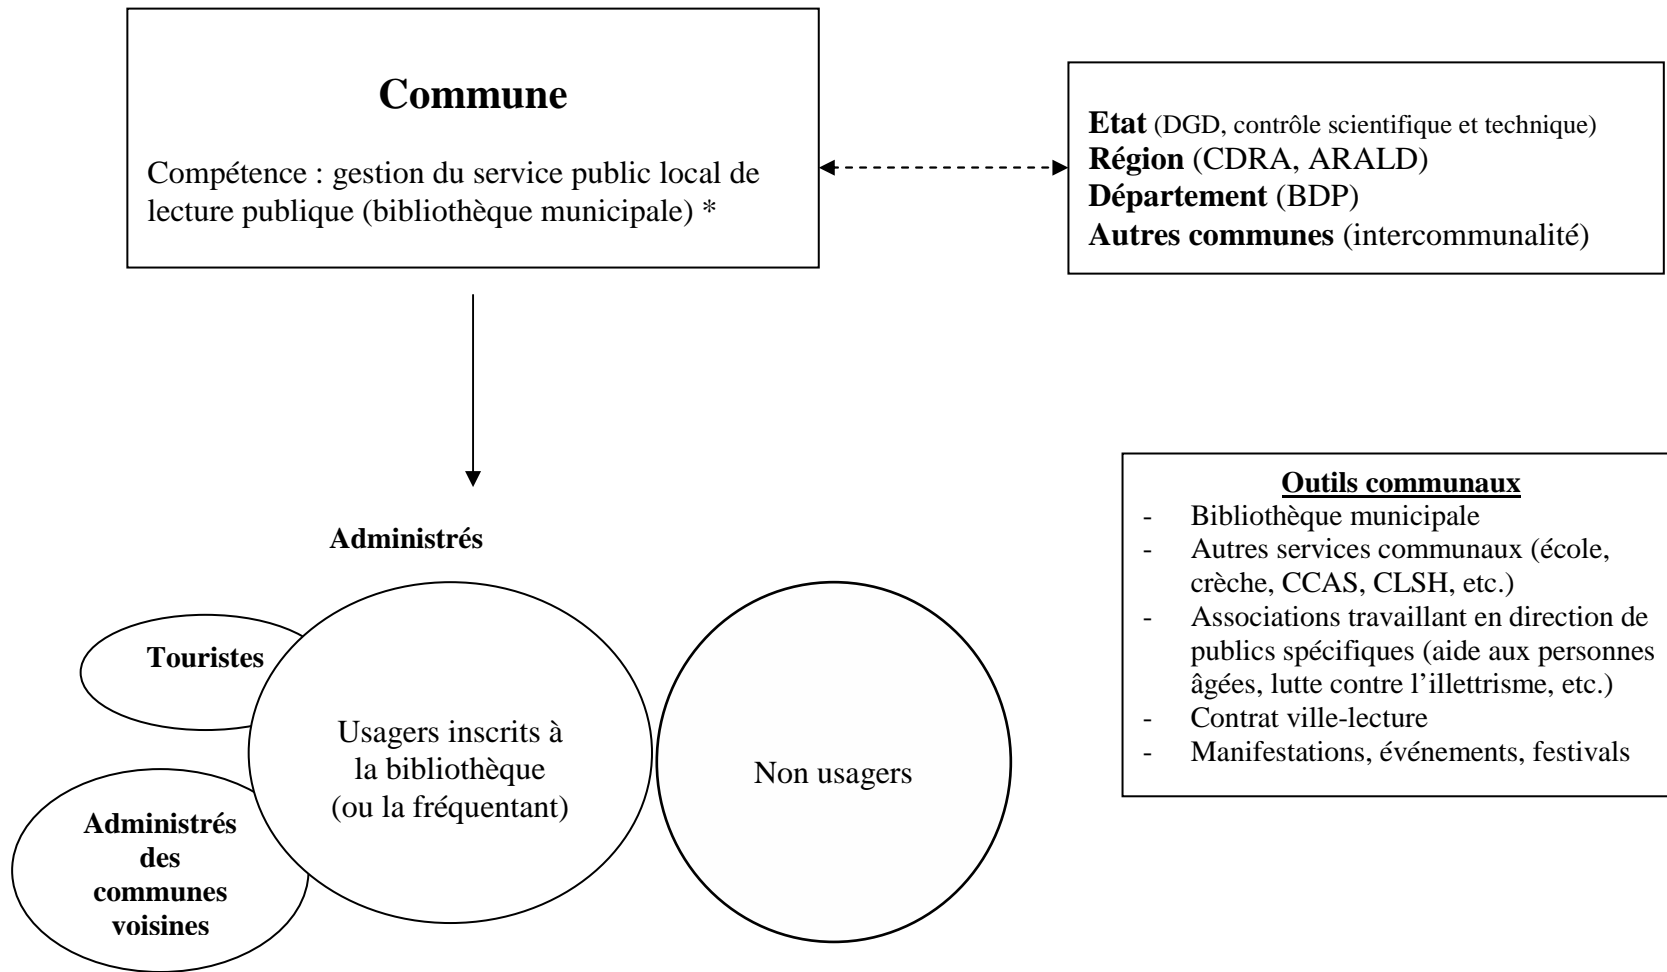 Commune
Compétence : gestion du service public local de
lecture publique (bibliothèque municipale) *
Etat (DGD, contrôle scientifique et technique)
Région (CDRA, ARALD)
Département (BDP)
Autres communes (intercommunalité)
Administrés
Touristes
Usagers inscrits à
la bibliothèque
(ou la fréquentant)
Non usagers
Administrés
des
communes
voisines
Outils communaux
- Bibliothèque municipale
- Autres services communaux (école,
crèche, CCAS, CLSH, etc.)
- Associations travaillant en direction de
publics spécifiques (aide aux personnes
âgées, lutte contre l’illettrisme, etc.)
- Contrat ville-lecture
- Manifestations, événements, festivals